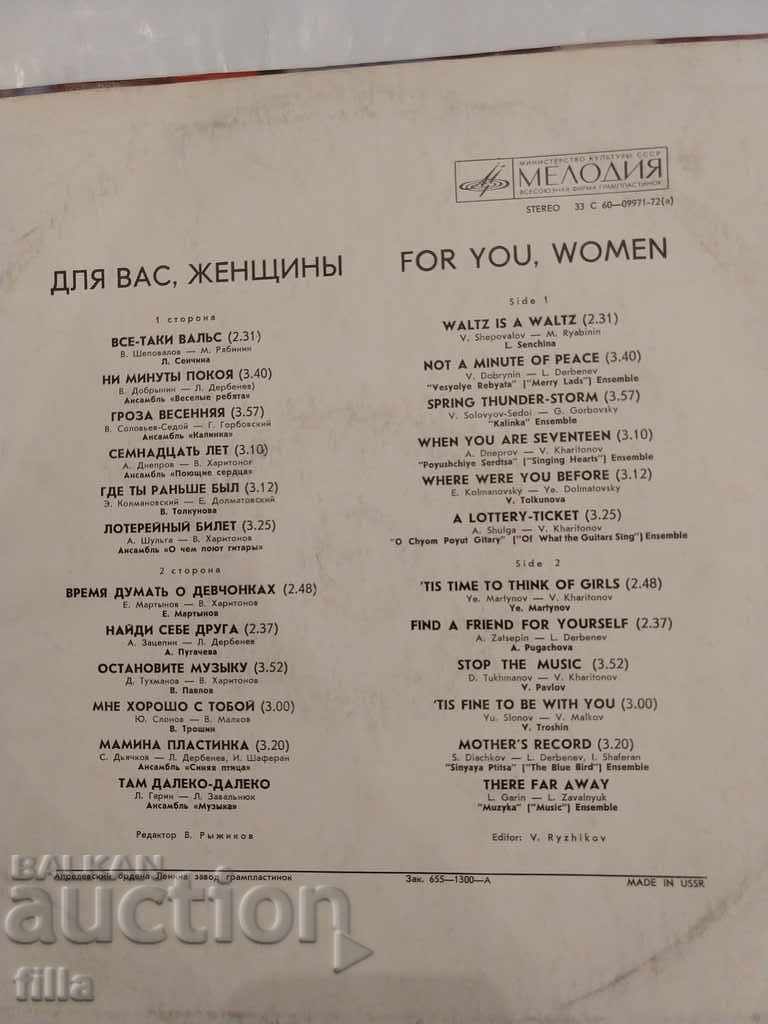 МИНИСТЕРСТВО КУЛЬТУРЫ СССР
МЕЛОДИЯ
ВСЕСОЮЗНАЯ ФИРМА ГРАМПЛАСТИНОК
STEREO 33 С 60—09971-72(а)
ДЛЯ ВАС, ЖЕНЩИНЫ
1 сторона
ВСЕ-ТАКИ ВАЛЬС (2.31)
В. Шеповалов — М. Рябинин
Л. Сенчина
НИ МИНУТЫ ПОКОЯ (3.40)
В. Добрынин — Л. Дербенев)
Ансамбль «Веселые ребята»
ГРОЗА ВЕСЕННЯЯ (3.57)
В. Соловьев-Седой — Г. Горбовский
Ансамбль «Калинка»
СЕМНАДЦАТЬ ЛЕТ (3.10)
А. Днепров — В. Харитонов
Ансамбль «Поющие сердца»
ГДЕ ТЫ РАНЬШЕ БЫЛ (3.12)
Э. Колмановский — Е. Долматовский
В. Толкунова
ЛОТЕРЕЙНЫЙ БИЛЕТ (3.25)
А. Шульга — В. Харитонов
Ансамбль «О чем поют гитары»
2 сторона
ВРЕМЯ ДУМАТЬ О ДЕВЧОНКАХ (2.48)
Е. Мартынов — В. Харитонов
Е. Мартынов
НАЙДИ СЕБЕ ДРУГА (2.37)
А. Зацепин — Л. Дербенев
А. Пугачева
ОСТАНОВИТЕ МУЗЫКУ (3.52)
Д. Тухманов — В. Харитонов
В. Павлов
МНЕ ХОРОШО С ТОБОЙ (3.00)
Ю. Слонов — В. Малков
В. Трошин
МАМИНА ПЛАСТИНКА (3.20)
С. Дьячков — Л. Дербенев, И. Шаферан
Ансамбль «Синяя птица»
ТАМ ДАЛЕКО-ДАЛЕКО
Л. Гарин — Л. Завальнюк
Ансамбль «Музыка»
Редактор В. Рыжиков
FOR YOU, WOMEN
Side 1
WALTZ IS A WALTZ (2.31)
V. Shepovalov — M. Ryabinin
L. Senchina
NOT A MINUTE OF PEACE (3.40)
V. Dobrynin — L. Derbenev
"Vesyolye Rebyata" ("Merry Lads") Ensemble
SPRING THUNDER-STORM (3.57)
V. Solovyov-Sedoi — G. Gorbovsky
"Kalinka" Ensemble
WHEN YOU ARE SEVENTEEN (3.10)
A. Dneprov — V. Kharitonov
"Poyushchiye Serdtsa" ("Singing Hearts") Ensemble
WHERE WERE YOU BEFORE (3.12)
E. Kolmanovsky — Ye. Dolmatovsky
V. Tolkunova
A LOTTERY-TICKET (3.25)
A. Shulga — V. Kharitonov
"O Chyom Poyut Gitary" ("Of What the Guitars Sing") Ensemble
Side 2
'TIS TIME TO THINK OF GIRLS (2.48)
Ye. Martynov — V. Kharitonov
Ye. Martynov
FIND A FRIEND FOR YOURSELF (2.37)
A. Zatsepin — L. Derbenev
A. Pugachova
STOP THE MUSIC (3.52)
D. Tukhmanov — V. Kharitonov
V. Pavlov
'TIS FINE TO BE WITH YOU (3.00)
Yu. Slonov — V. Malkov
V. Troshin
MOTHER'S RECORD (3.20)
S. Diachkov — L. Derbenev, I. Shaferan
"Sinyaya Ptitsa" ("The Blue Bird") Ensemble
THERE FAR AWAY
L. Garin — L. Zavalnyuk
"Muzyka" ("Music") Ensemble
Editor: V. Ryzhikov
Апрелевский ордена Ленина завод грампластинок
Зак. 655—1300—А
MADE IN USSR
BALKAN
auction
filla